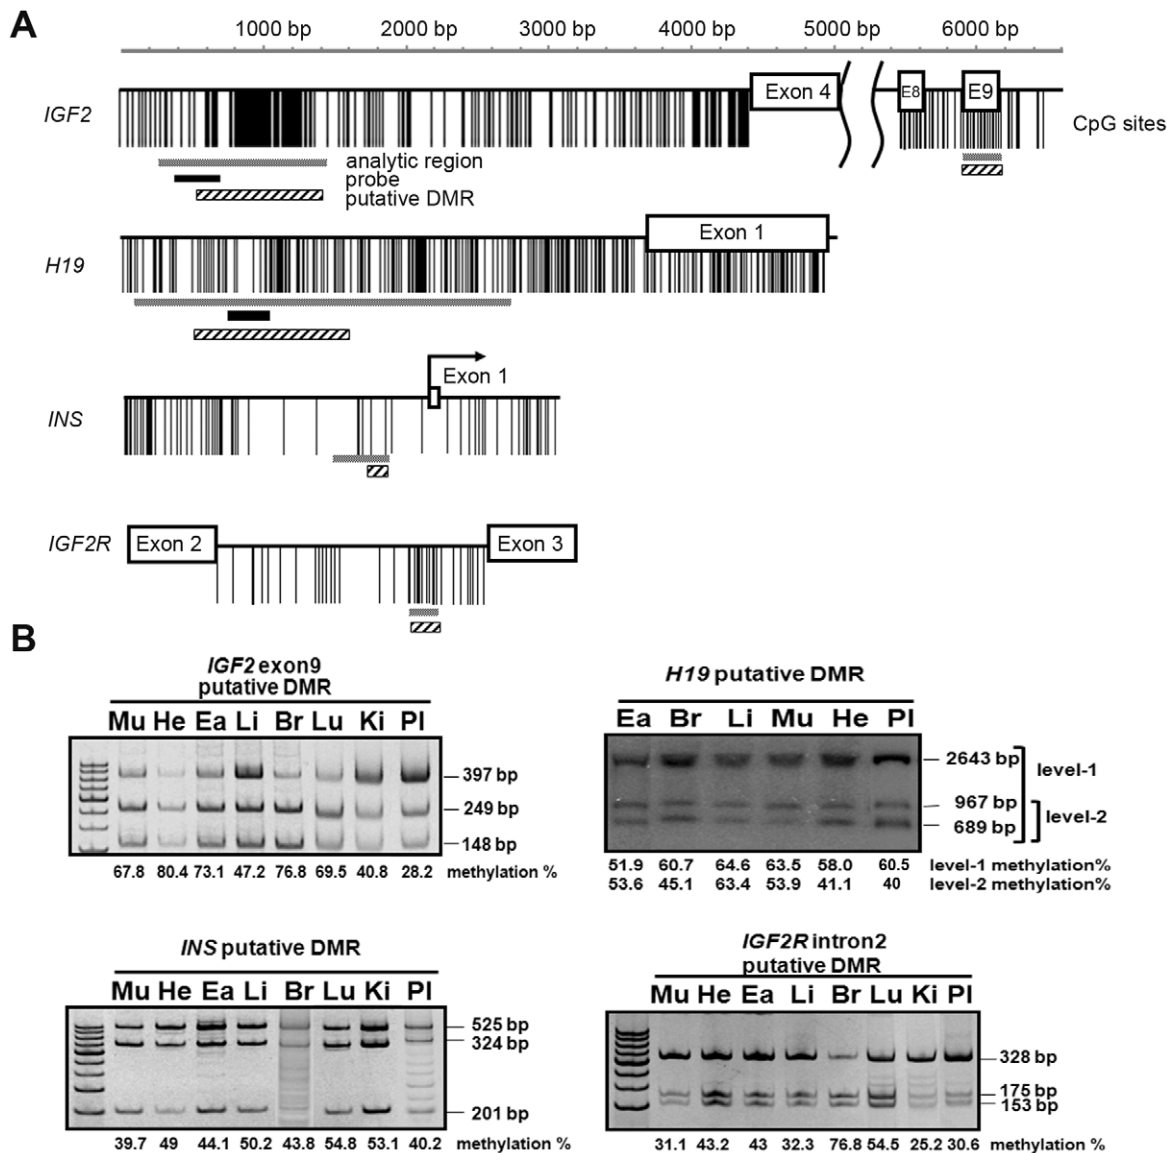 A
1000 bp 2000 bp 3000 bp 4000 bp 5000 bp 6000 bp
IGF2 Exon 4 E8 E9 CpG sites
analytic region
probe
putative DMR
H19 Exon 1
INS Exon 1
IGF2R Exon 2 Exon 3
B
IGF2 exon9
putative DMR
Mu He Ea Li Br Lu Ki Pl
397 bp
249 bp
148 bp
67.8 80.4 73.1 47.2 76.8 69.5 40.8 28.2 methylation %
H19 putative DMR
Ea Br Li Mu He Pl
2643 bp
level-1
967 bp
level-2
689 bp
51.9 60.7 64.6 63.5 58.0 60.5 level-1 methylation%
53.6 45.1 63.4 53.9 41.1 40 level-2 methylation%
INS putative DMR
Mu He Ea Li Br Lu Ki Pl
525 bp
324 bp
201 bp
39.7 49 44.1 50.2 43.8 54.8 53.1 40.2 methylation %
IGF2R intron2
putative DMR
Mu He Ea Li Br Lu Ki Pl
328 bp
175 bp
153 bp
31.1 43.2 43 32.3 76.8 54.5 25.2 30.6 methylation %